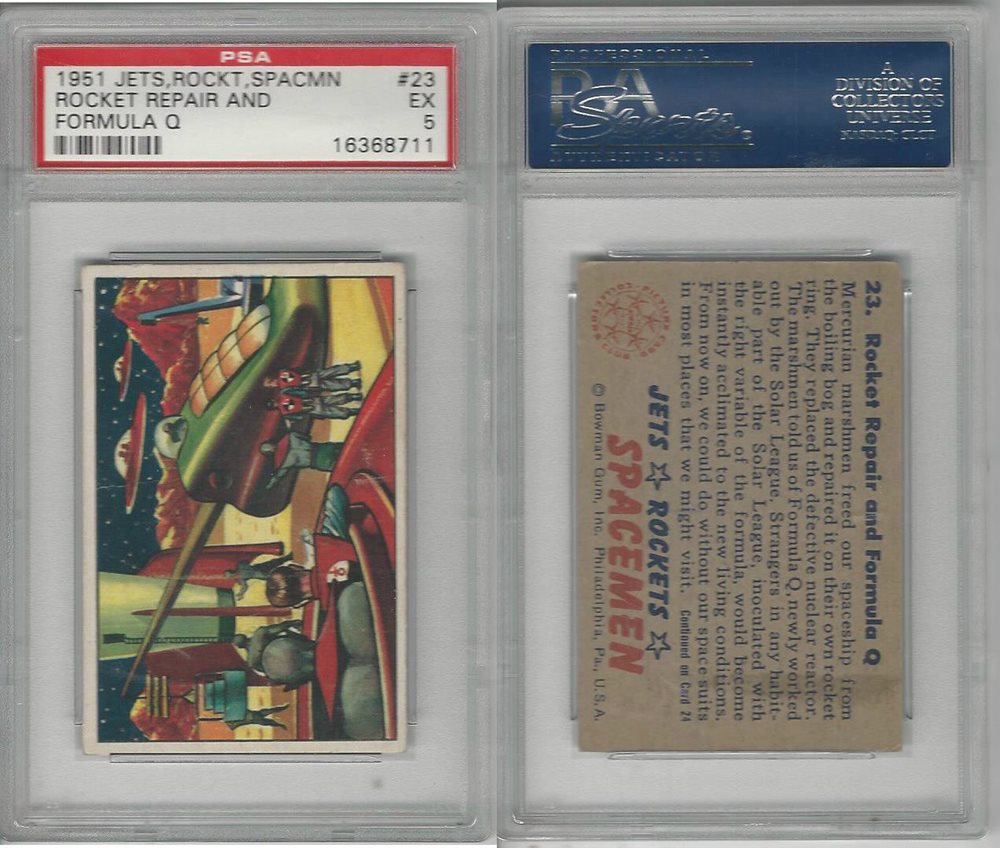 PSA
1951 JETS,ROCKT,SPACMN #23
ROCKET REPAIR AND EX
FORMULA Q 5
16368711
PROFESSIONAL
PSA
Sports
AUTHENTICATOR
A
DIVISION OF
COLLECTORS
UNIVERSE
NASDAQ: CLCT
23. Rocket Repair and Formula Q
Mercurian marshmen freed our spaceship from
the boiling bog and repaired it on their own rocket
ring. They replaced the defective nuclear reactor.
The marshmen told us of Formula Q, newly worked
out by the Solar League. Strangers in any habit-
able part of the Solar League, inoculated with
the right variable of the formula, would become
instantly acclimated to the new living conditions.
From now on, we could do without our space suits
in most places that we might visit. Continued on Card 24
JETS ☆ ROCKETS ☆
SPACEMEN
© Bowman Gum, Inc. Philadelphia, Pa., U.S.A.